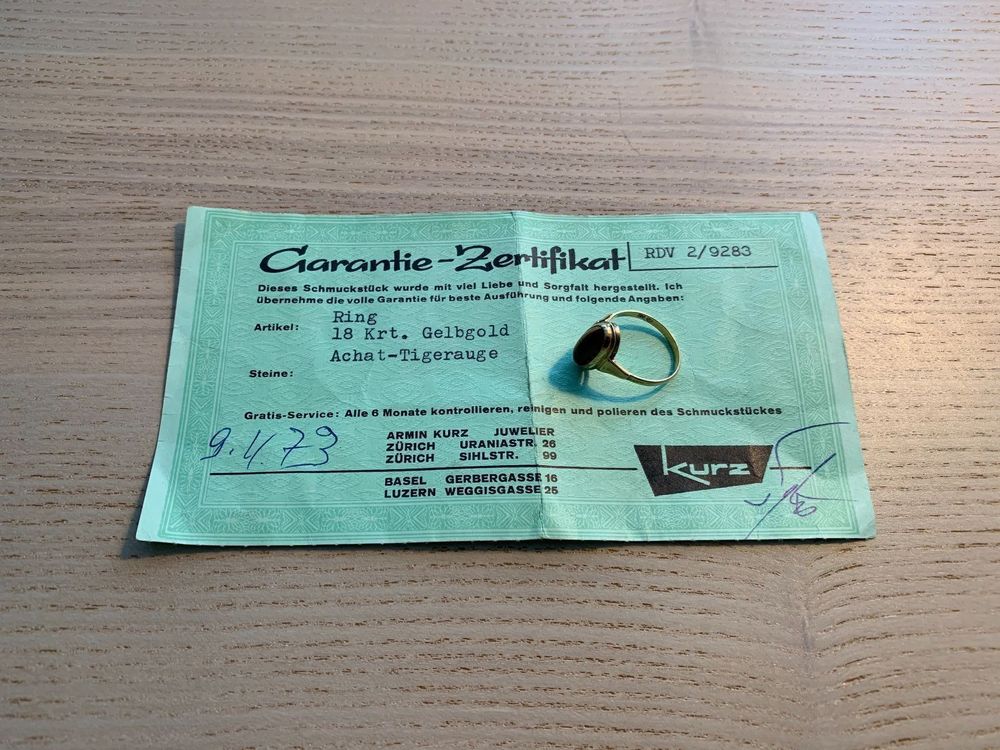 Garantie-Zertifikat RDV 2/9283
Dieses Schmuckstück wurde mit viel Liebe und Sorgfalt hergestellt. Ich
übernehme die volle Garantie für beste Ausführung und folgende Angaben:
Artikel: Ring
18 Krt. Gelbgold
Achat-Tigerauge
Steine:
Gratis-Service: Alle 6 Monate kontrollieren, reinigen und polieren des Schmuckstückes
9.4.73
ARMIN KURZ JUWELIER
ZÜRICH URANIASTR. 26
ZÜRICH SIHLSTR. 99
BASEL GERBERGASSE 16
LUZERN WEGGISGASSE 25
Kurz